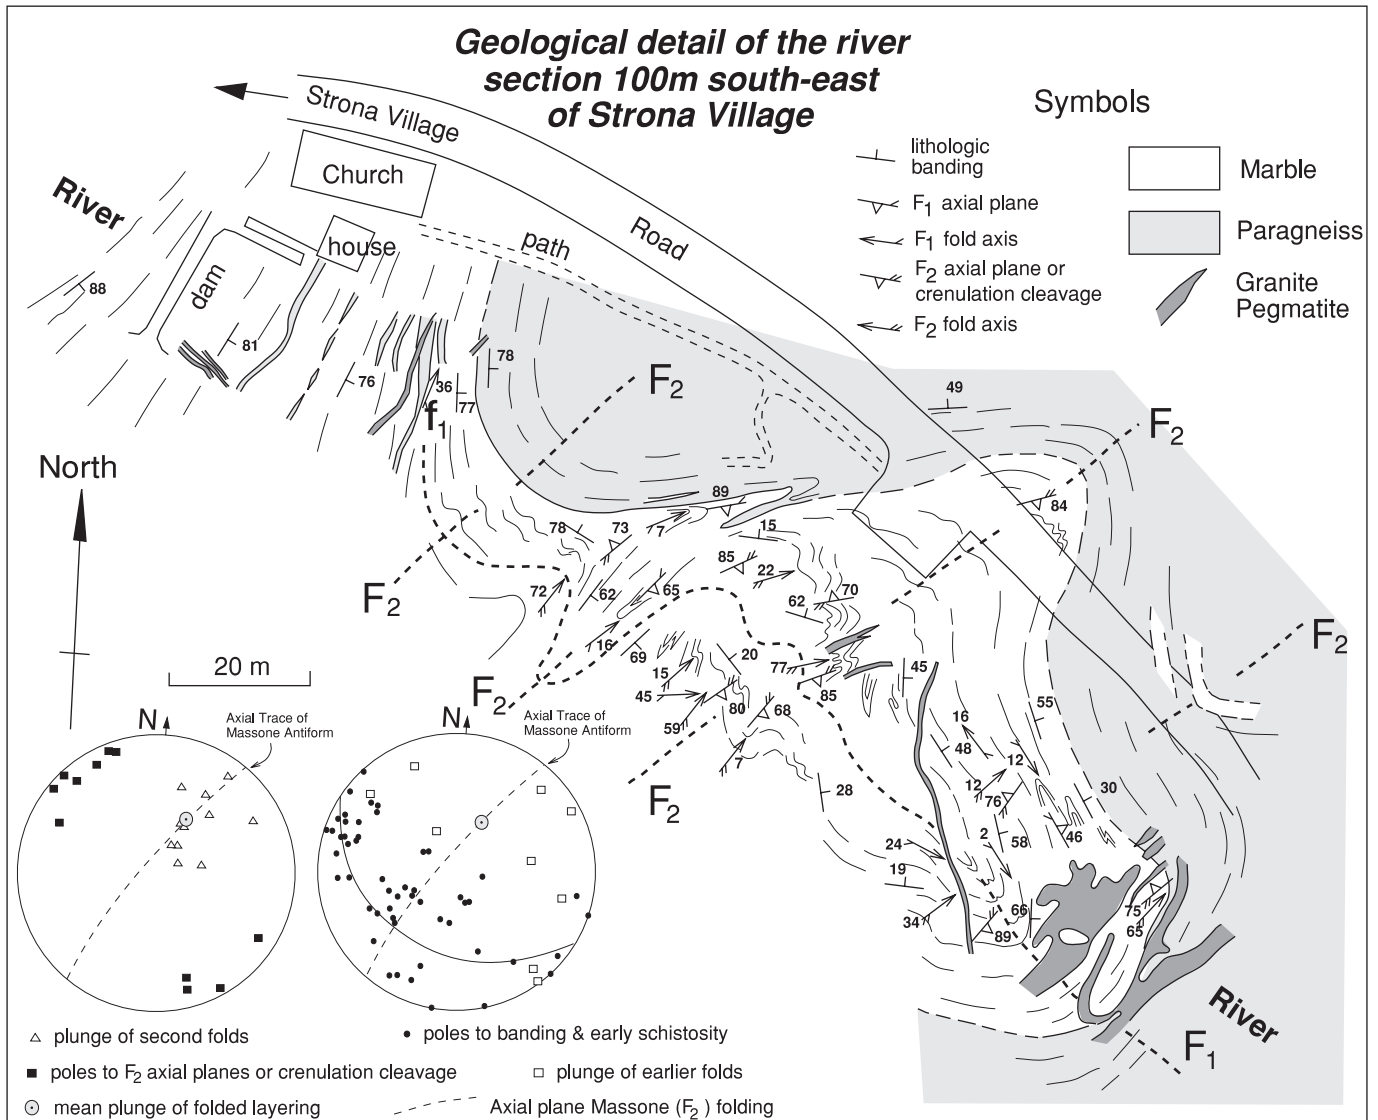 Geological detail of the river
section 100m south-east
of Strona Village
Symbols
lithologic
banding
F1 axial plane
F1 fold axis
F2 axial plane or
crenulation cleavage
F2 fold axis
Marble
Paragneiss
Granite
Pegmatite
Strona Village
Church
River
house
path
Road
dam
88
81
76
36
77
78
f1
F2
49
F2
North
89
84
78
73
7
15
85
22
72
62
65
70
62
F2
16
69
20
77
45
F2
20 m
15
45
85
80
68
55
F2
59
16
48
12
7
12
30
76
28
F2
2
58
46
24
19
66
75
34
89
65
River
F1
N
Axial Trace of
Massone Antiform
N
Axial Trace of
Massone Antiform
plunge of second folds
poles to banding & early schistosity
poles to F2 axial planes or crenulation cleavage
plunge of earlier folds
mean plunge of folded layering
Axial plane Massone (F2 ) folding